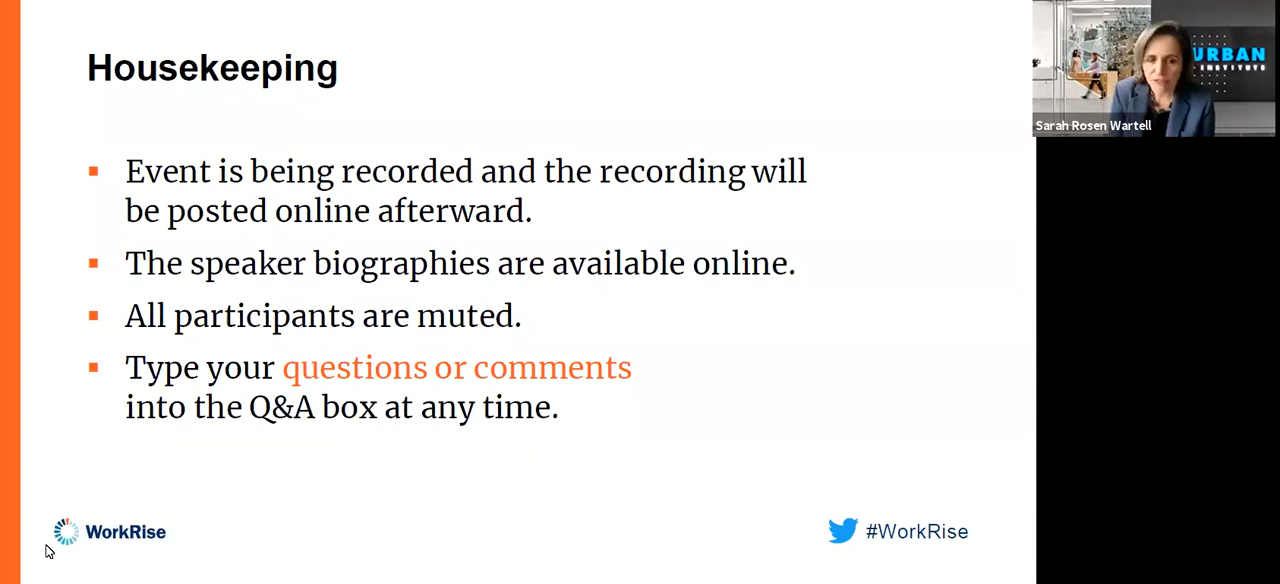 Housekeeping
Event is being recorded and the recording will
be posted online afterward.
The speaker biographies are available online.
All participants are muted.
Type your questions or comments
into the Q&A box at any time.
WorkRise
#WorkRise
URBAN
INSTITUTE
Sarah Rosen Wartell